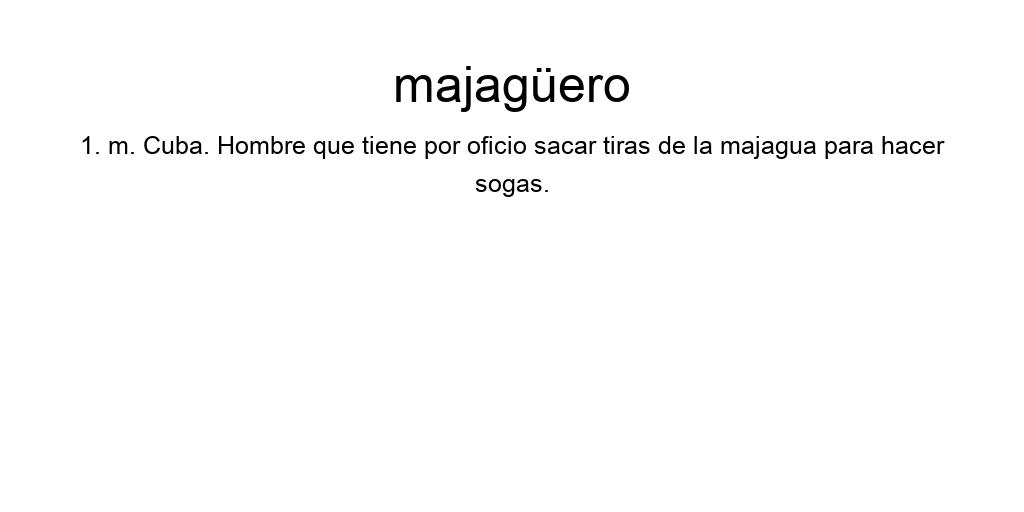 majagüero
1. m. Cuba. Hombre que tiene por oficio sacar tiras de la majagua para hacer
sogas.